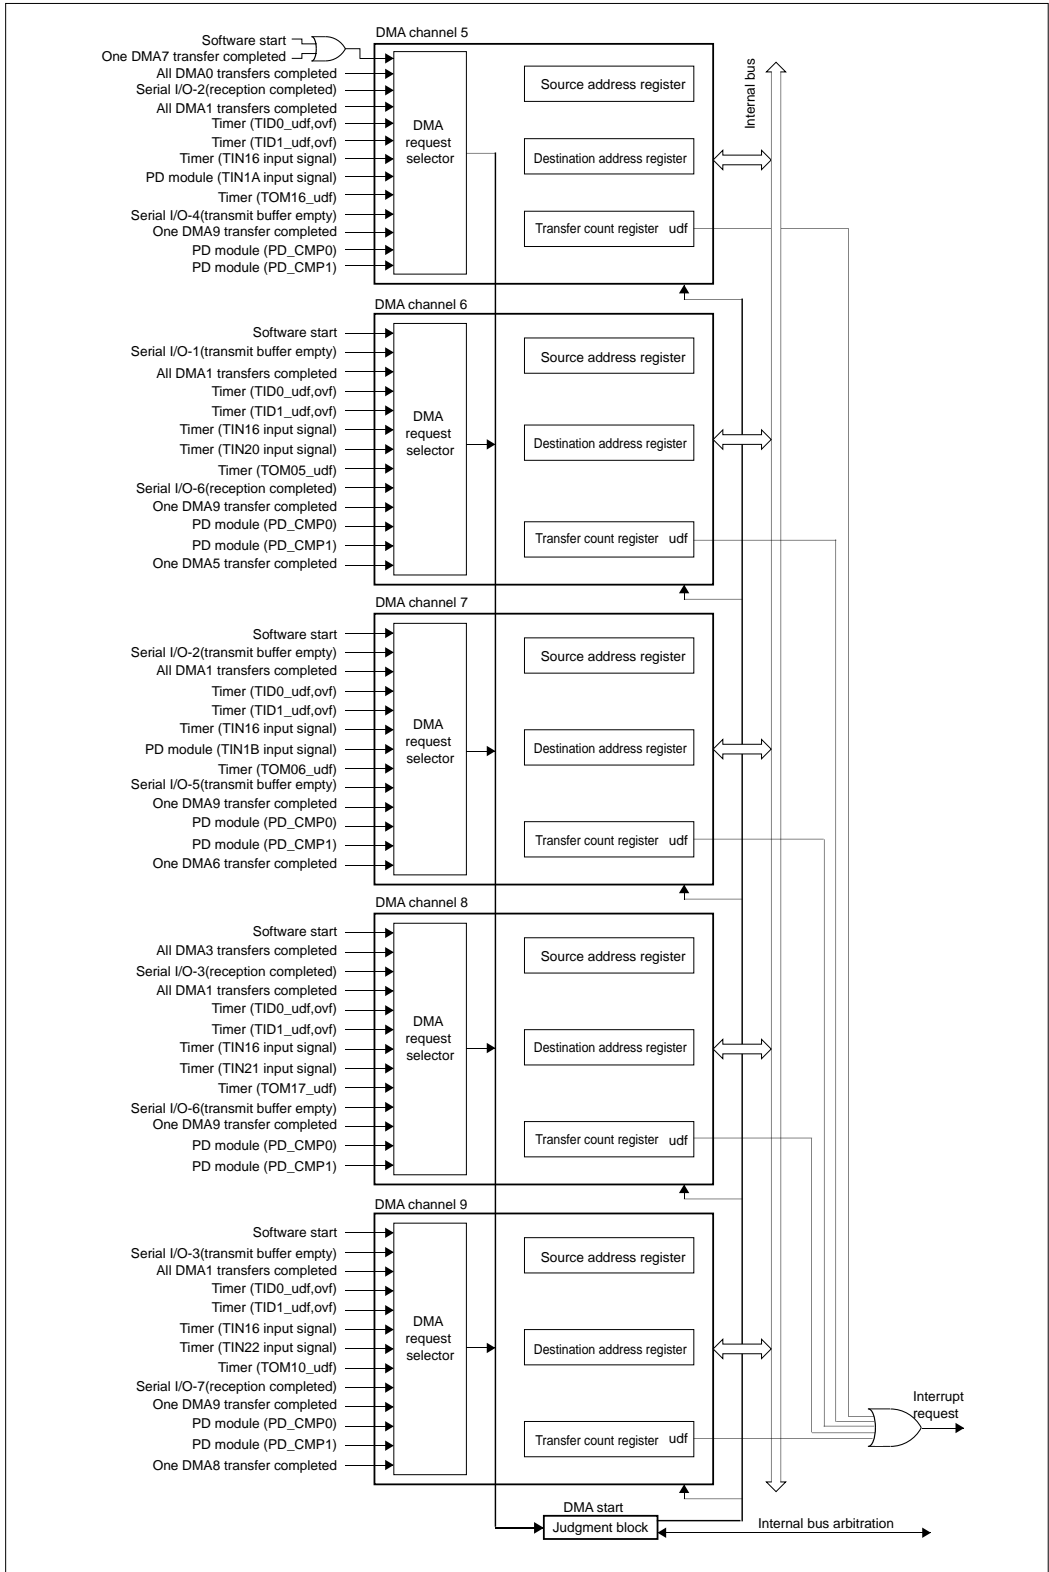 DMA channel 5
Software start
One DMA7 transfer completed
All DMA0 transfers completed
Serial I/O-2(reception completed)
All DMA1 transfers completed
Timer (TID0_udf,ovf)
Timer (TID1_udf,ovf)
Timer (TIN16 input signal)
PD module (TIN1A input signal)
Timer (TOM16_udf)
Serial I/O-4(transmit buffer empty)
One DMA9 transfer completed
PD module (PD_CMP0)
PD module (PD_CMP1)
DMA
request
selector
Source address register
Destination address register
Transfer count register udf
Internal bus
DMA channel 6
Software start
Serial I/O-1(transmit buffer empty)
All DMA1 transfers completed
Timer (TID0_udf,ovf)
Timer (TID1_udf,ovf)
Timer (TIN16 input signal)
Timer (TIN20 input signal)
Timer (TOM05_udf)
Serial I/O-6(reception completed)
One DMA9 transfer completed
PD module (PD_CMP0)
PD module (PD_CMP1)
One DMA5 transfer completed
DMA
request
selector
Source address register
Destination address register
Transfer count register udf
DMA channel 7
Software start
Serial I/O-2(transmit buffer empty)
All DMA1 transfers completed
Timer (TID0_udf,ovf)
Timer (TID1_udf,ovf)
Timer (TIN16 input signal)
PD module (TIN1B input signal)
Timer (TOM06_udf)
Serial I/O-5(transmit buffer empty)
One DMA9 transfer completed
PD module (PD_CMP0)
PD module (PD_CMP1)
One DMA6 transfer completed
DMA
request
selector
Source address register
Destination address register
Transfer count register udf
DMA channel 8
Software start
All DMA3 transfers completed
Serial I/O-3(reception completed)
All DMA1 transfers completed
Timer (TID0_udf,ovf)
Timer (TID1_udf,ovf)
Timer (TIN16 input signal)
Timer (TIN21 input signal)
Timer (TOM17_udf)
Serial I/O-6(transmit buffer empty)
One DMA9 transfer completed
PD module (PD_CMP0)
PD module (PD_CMP1)
DMA
request
selector
Source address register
Destination address register
Transfer count register udf
DMA channel 9
Software start
Serial I/O-3(transmit buffer empty)
All DMA1 transfers completed
Timer (TID0_udf,ovf)
Timer (TID1_udf,ovf)
Timer (TIN16 input signal)
Timer (TIN22 input signal)
Timer (TOM10_udf)
Serial I/O-7(reception completed)
One DMA9 transfer completed
PD module (PD_CMP0)
PD module (PD_CMP1)
One DMA8 transfer completed
DMA
request
selector
Source address register
Destination address register
Transfer count register udf
Interrupt
request
DMA start
Judgment block
Internal bus arbitration